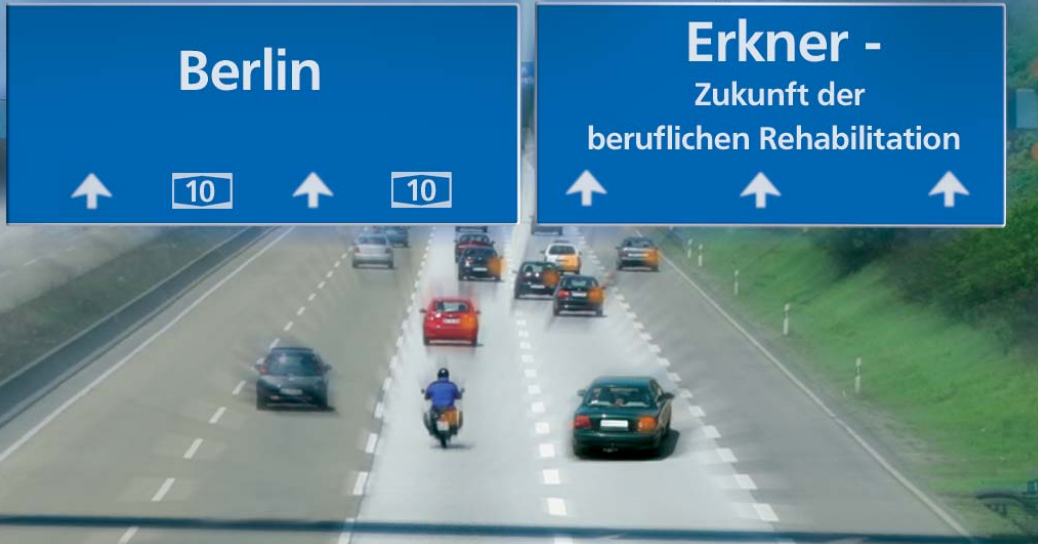 Berlin
10 10
Erkner -
Zukunft der
beruflichen Rehabilitation